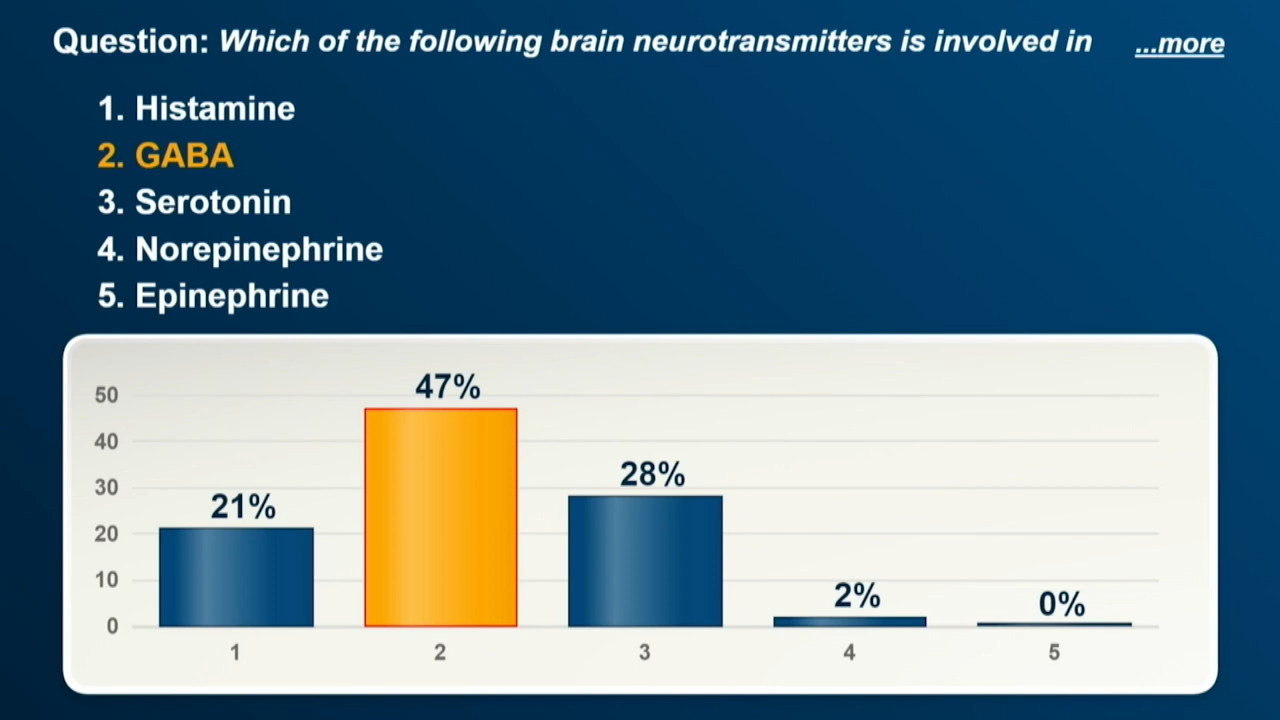 Question: Which of the following brain neurotransmitters is involved in ...more
1. Histamine
2. GABA
3. Serotonin
4. Norepinephrine
5. Epinephrine
50
40
30
20
10
0
21%
47%
28%
2%
0%
1 2 3 4 5